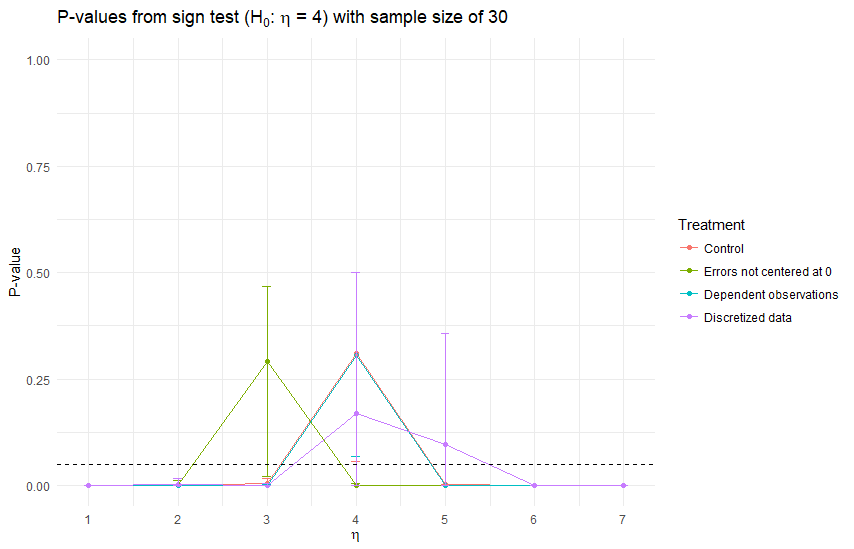 P-values from sign test (H₀: η = 4) with sample size of 30
1.00
0.75
0.50
0.25
0.00
P-value
1 2 3 4 5 6 7
η
Treatment
Control
Errors not centered at 0
Dependent observations
Discretized data